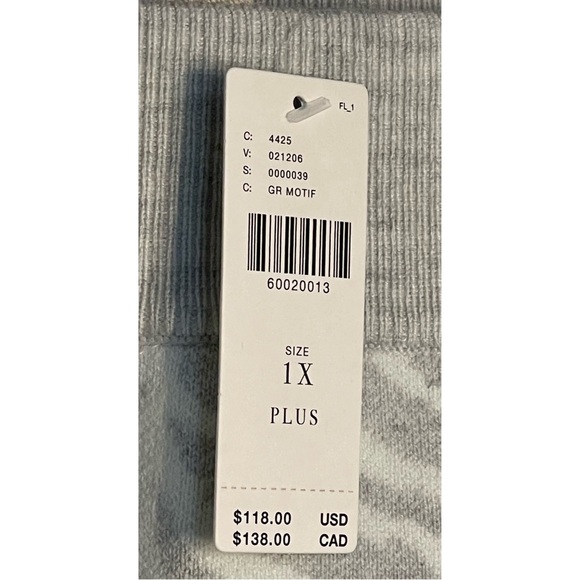 FL_1
C: 4425
V: 021206
S: 0000039
C: GR MOTIF
60020013
SIZE
1X
PLUS
$118.00 USD
$138.00 CAD